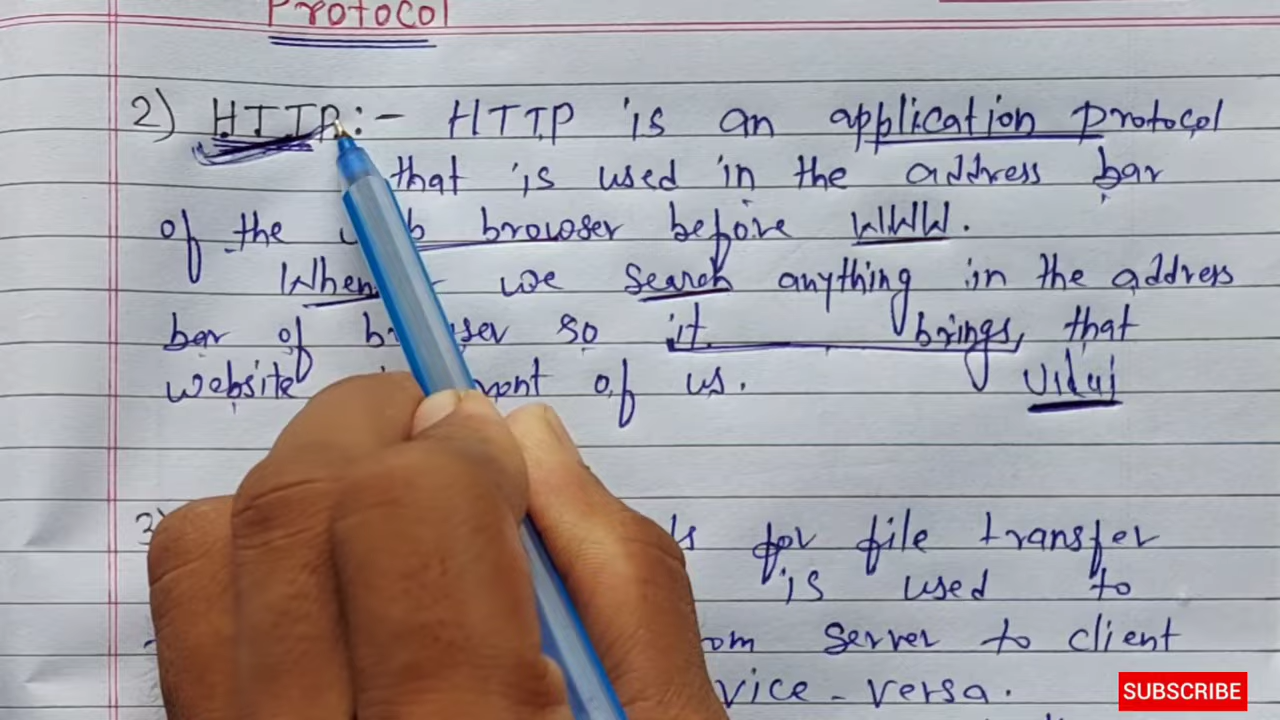 Protocol
2) HTTP:- HTTP is an application Protocol
that is used in the address bar
of the browser before WWW.
When we search anything in the address
bar of so it brings, that
website of us.
3)
for file transfer
is used to
server to client
vice-versa.
SUBSCRIBE